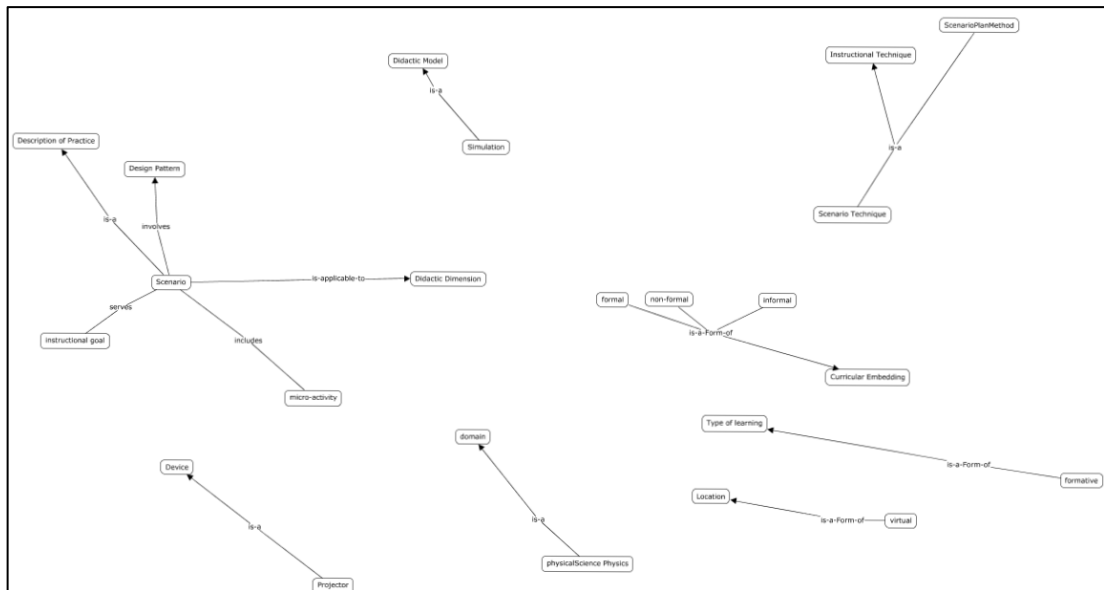 ScenarioPlanMethod
Instructional Technique
Didactic Model
is-a
Simulation
Description of Practice
Design Pattern
is-a
is-a
involves
Scenario Technique
Scenario
is-applicable-to
Didactic Dimension
serves
instructional goal
includes
micro-activity
formal
non-formal
informal
is-a-Form-of
Curricular Embedding
Type of learning
is-a-Form-of
formative
domain
Device
Location
is-a-Form-of
virtual
is-a
is-a
physicalScience Physics
Projector